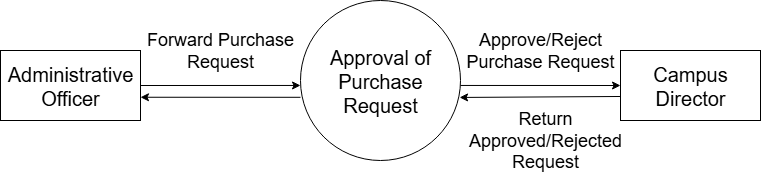 Administrative
Officer
Forward Purchase
Request
Approval of
Purchase
Request
Approve/Reject
Purchase Request
Return
Approved/Rejected
Request
Campus
Director